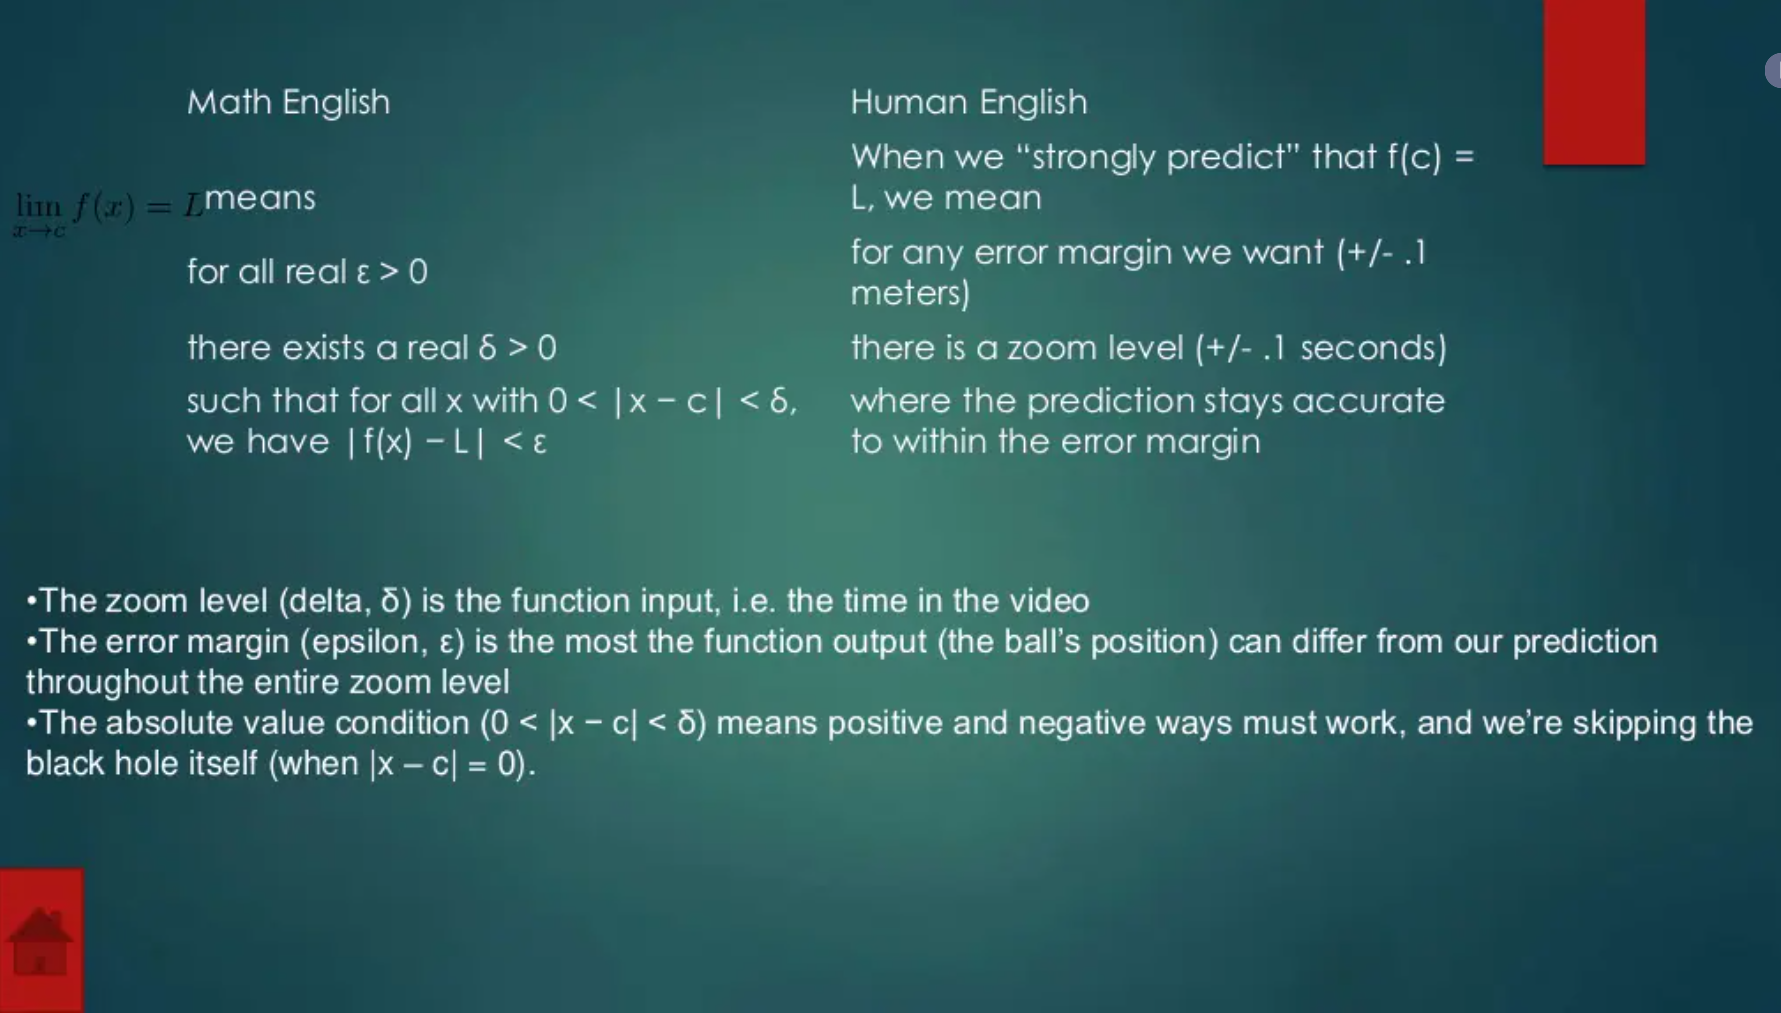 Math English
Human English
lim f(x) = L means
x→c
When we “strongly predict” that f(c) =
L, we mean
for all real ε > 0
for any error margin we want (+/- .1
meters)
there exists a real δ > 0
there is a zoom level (+/- .1 seconds)
such that for all x with 0 < |x − c| < δ,
we have |f(x) − L| < ε
where the prediction stays accurate
to within the error margin
•The zoom level (delta, δ) is the function input, i.e. the time in the video
•The error margin (epsilon, ε) is the most the function output (the ball’s position) can differ from our prediction
throughout the entire zoom level
•The absolute value condition (0 < |x − c| < δ) means positive and negative ways must work, and we’re skipping the
black hole itself (when |x – c| = 0).